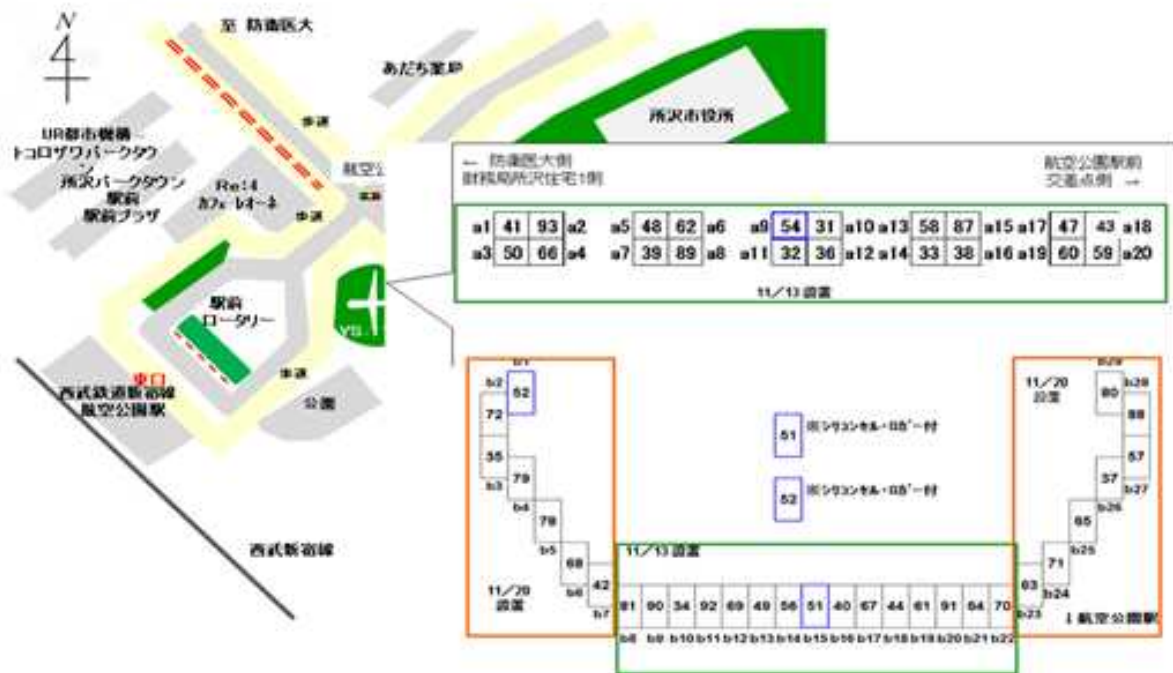 N
至 防衛医大
あだち薬局
所沢市役所
歩道
UR都市機構
トコロザワパークタウ
ン
所沢パークタウン
駅前
駅前プラザ
Re:4
カフェ・レオーネ
歩道
航空公
← 防衛医大側
財務局所沢住宅1側
航空公園駅前
交差点側 →
a1 41 93 a2 a5 48 62 a6 a9 54 31 a10 a13 58 87 a15 a17 47 43 a18
a3 50 66 a4 a7 39 89 a8 a11 32 36 a12 a14 33 38 a16 a19 60 59 a20
11/13 設置
駅前
ロータリー
東口
西武鉄道新宿線
航空公園駅
歩道
公園
西武新宿線
b2
52
72
35
b3
79
b4
78
b5
68
b6
42
b7
11/20
設置
51
52
11/20
設置
80
b28
88
57
37
b27
b26
65
b25
71
b24
63
b23
↓航空公園駅
11/13 設置
81 90 34 92 69 49 56 51 40 67 44 61 91 64 70
b8 b9 b10 b11 b12 b13 b14 b15 b16 b17 b18 b19 b20 b21 b22